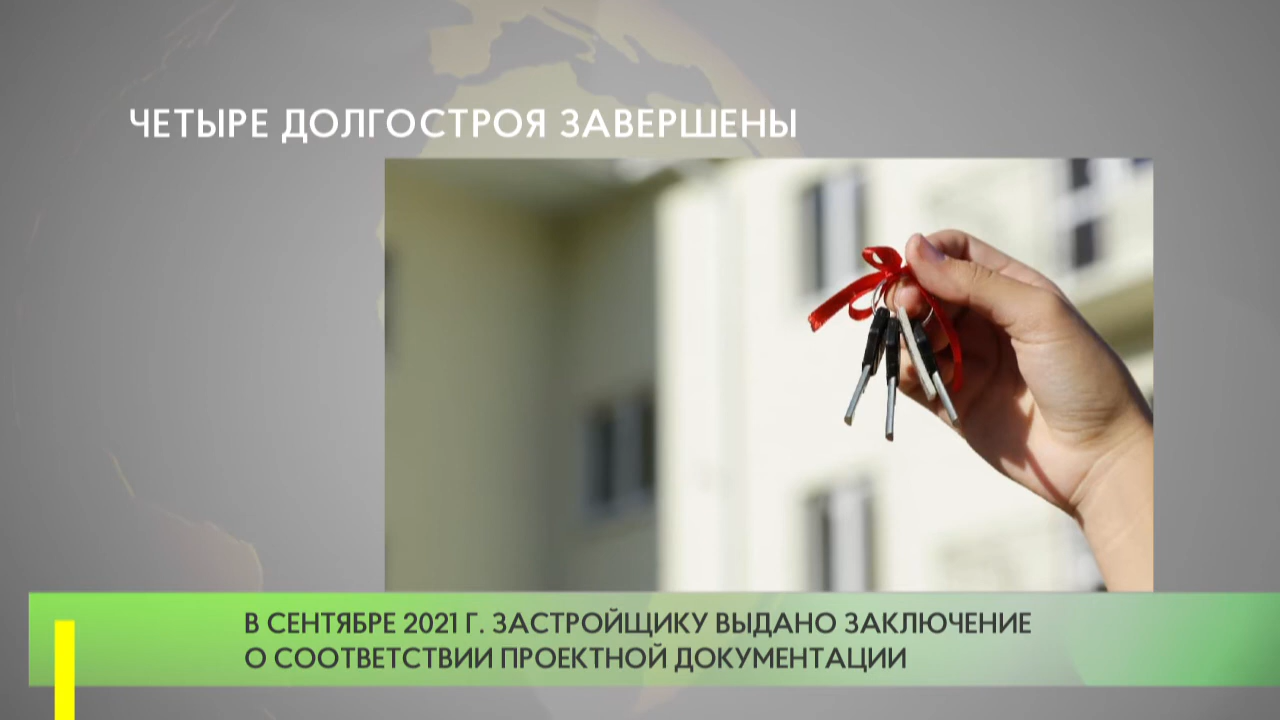 ЧЕТЫРЕ ДОЛГОСТРОЯ ЗАВЕРШЕНЫ
В СЕНТЯБРЕ 2021 Г. ЗАСТРОЙЩИКУ ВЫДАНО ЗАКЛЮЧЕНИЕ
О СООТВЕТСТВИИ ПРОЕКТНОЙ ДОКУМЕНТАЦИИ